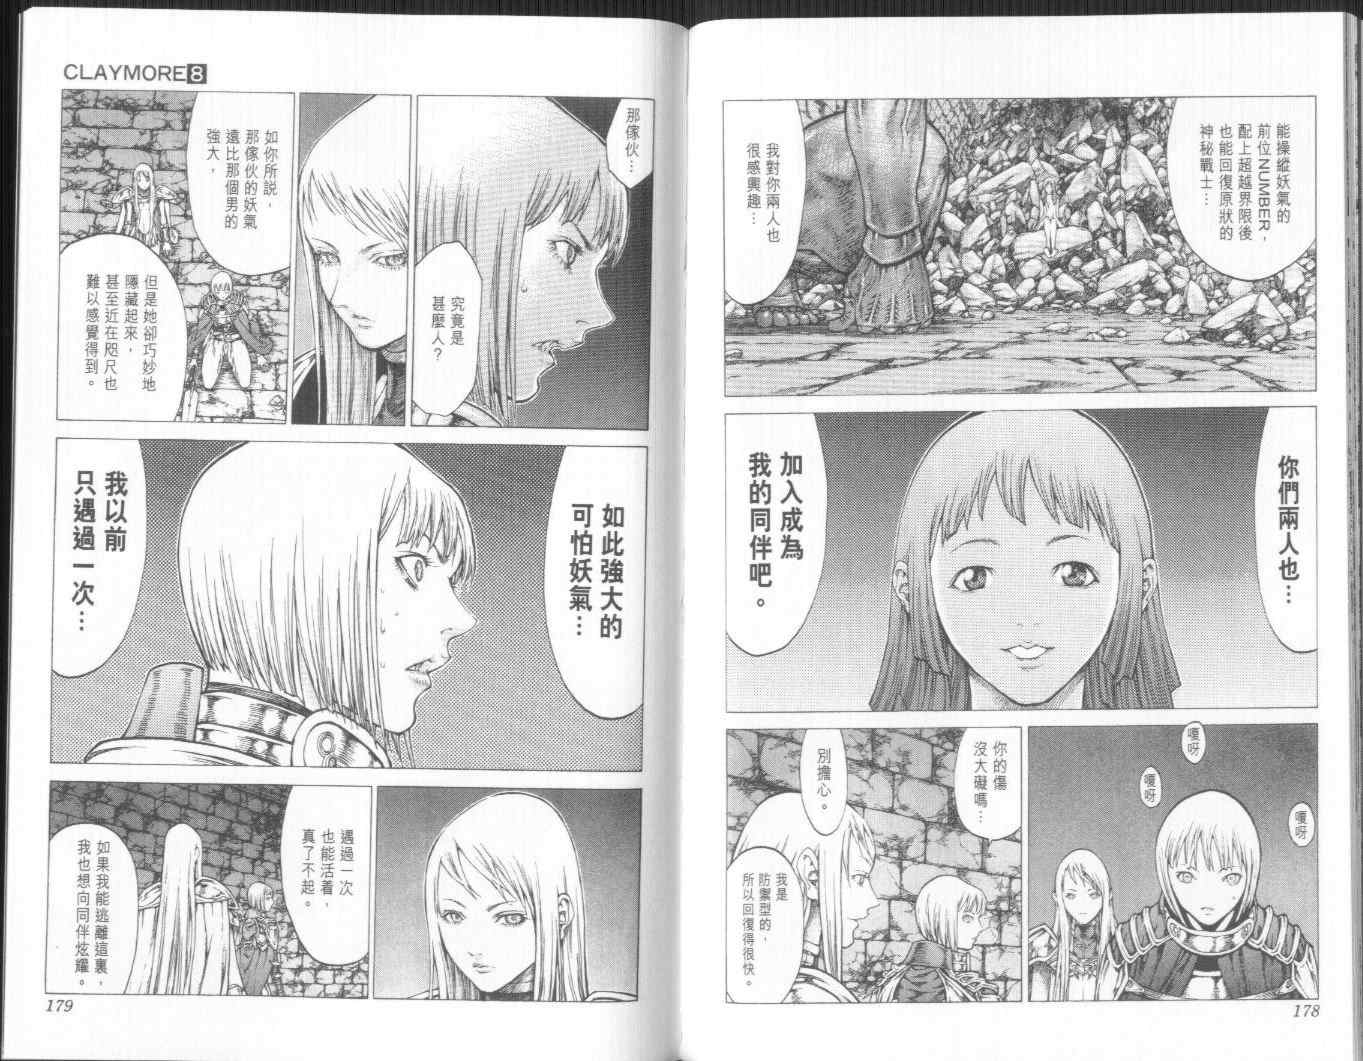 能操縱妖氣的
前位NUMBER，
配上超越界限後
也能回復原狀的
神秘戰士…
我對你兩人也
很感興趣…
你們兩人也…
加入成為
我的同伴吧。
嗄呀
嗄呀
嗄呀
你的傷
沒大礙嗎…
別擔心。
我是
防禦型的，
所以回復得很快。
178
CLAYMORE8
那傢伙…
究竟是
甚麼人？
如你所說，
那傢伙的妖氣
遠比那個男的
強大，
但是她卻巧妙地
隱藏起來，
甚至近在咫尺也
難以感覺得到。
如此強大的
可怕妖氣…
我以前
只遇過一次…
遇過一次
也能活着，
真了不起。
如果我能逃離這裏，
我也想向同伴炫耀。
179